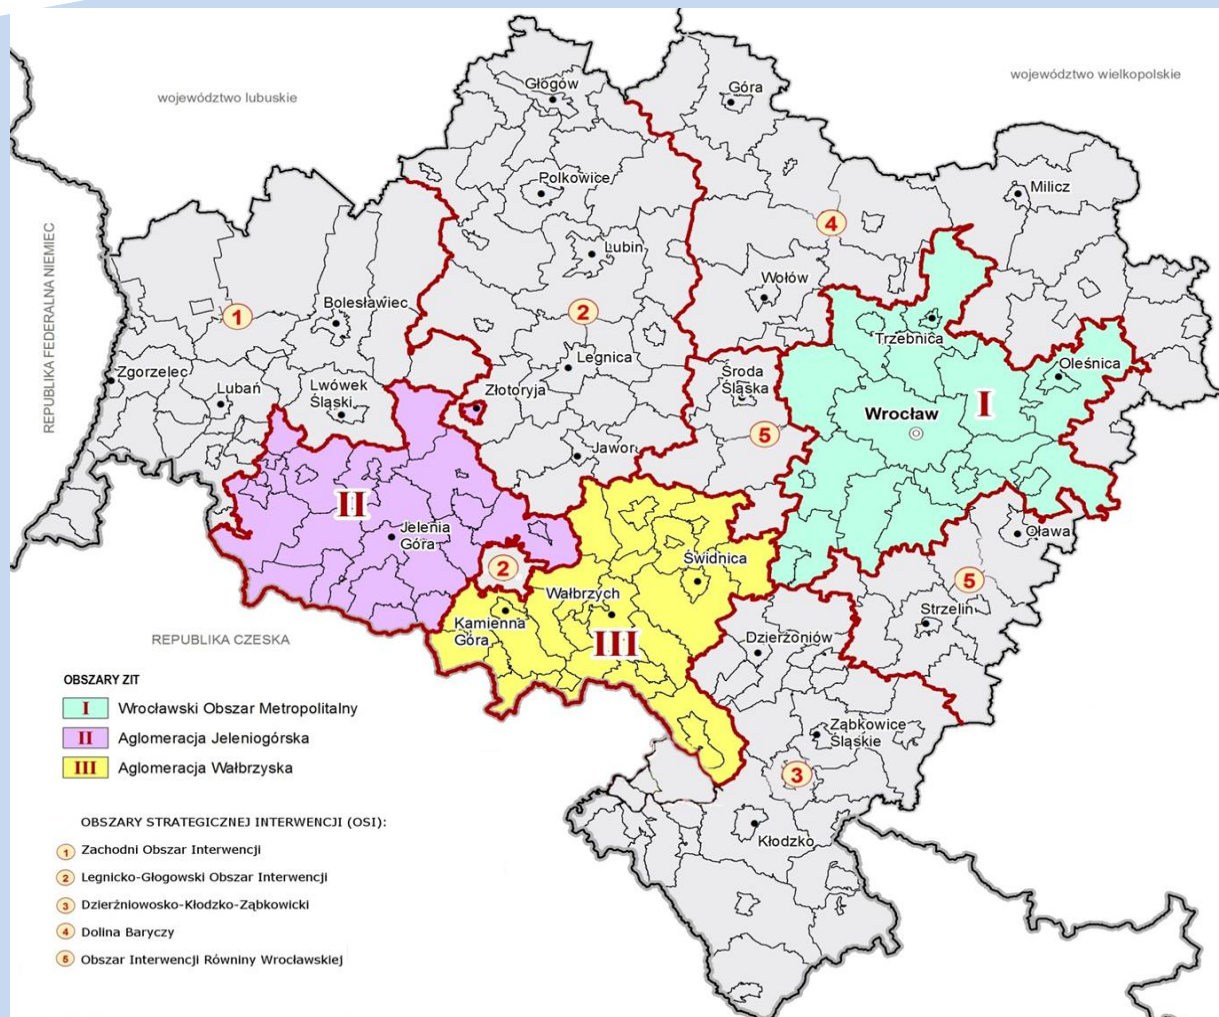 województwo lubuskie
województwo wielkopolskie
REPUBLIKA FEDERALNA NIEMIEC
Głogów
Góra
Polkowice
Milicz
4
Lubin
Wołów
Bolesławiec
1
2
Trzebnica
Zgorzelec
Legnica
Środa
Śląska
Oleśnica
Lubań
Lwówek
Śląski
Złotoryja
Wrocław
I
5
Jawor
II
Jelenia
Góra
Oława
2
Świdnica
5
Wałbrzych
Kamienna
Góra
III
Strzelin
Dzierżoniów
REPUBLIKA CZESKA
Ząbkowice
Śląskie
3
Kłodzko
OBSZARY ZIT
I Wrocławski Obszar Metropolitalny
II Aglomeracja Jeleniogórska
III Aglomeracja Wałbrzyska
OBSZARY STRATEGICZNEJ INTERWENCJI (OSI):
1 Zachodni Obszar Interwencji
2 Legnicko-Głogowski Obszar Interwencji
3 Dzierżniowosko-Kłodzko-Ząbkowicki
4 Dolina Baryczy
5 Obszar Interwencji Równiny Wrocławskiej